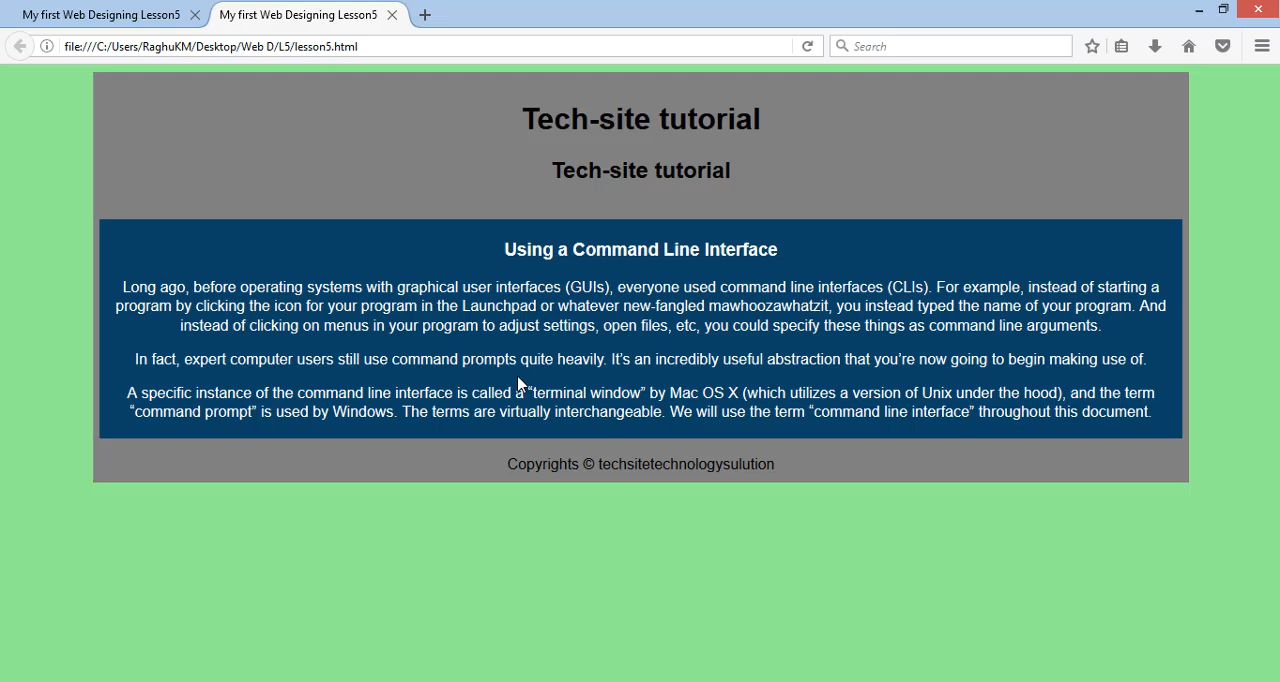 My first Web Designing Lesson5
My first Web Designing Lesson5
file:///C:/Users/RaghuKM/Desktop/Web D/L5/lesson5.html
Search
Tech-site tutorial
Tech-site tutorial
Using a Command Line Interface
Long ago, before operating systems with graphical user interfaces (GUIs), everyone used command line interfaces (CLIs). For example, instead of starting a
program by clicking the icon for your program in the Launchpad or whatever new-fangled mawhoozawhatzit, you instead typed the name of your program. And
instead of clicking on menus in your program to adjust settings, open files, etc, you could specify these things as command line arguments.
In fact, expert computer users still use command prompts quite heavily. It’s an incredibly useful abstraction that you’re now going to begin making use of.
A specific instance of the command line interface is called a “terminal window” by Mac OS X (which utilizes a version of Unix under the hood), and the term
“command prompt” is used by Windows. The terms are virtually interchangeable. We will use the term “command line interface” throughout this document.
Copyrights © techsitetechnologysulution